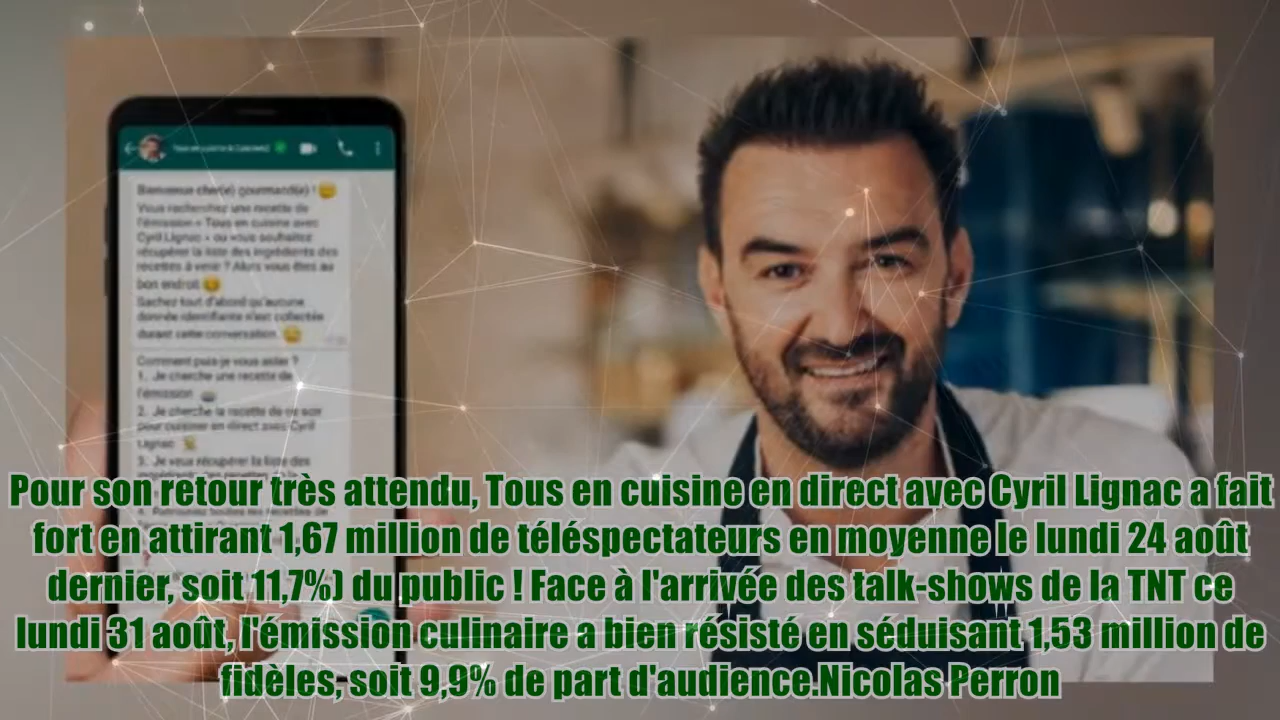 Bienvenue cher(e) gourmand(e) !
Vous recherchez une recette de
l'émission « Tous en cuisine avec
Cyril Lignac » ou vous souhaitez
récupérer la liste des ingrédients des
recettes à venir ? Alors vous êtes au
bon endroit
Sachez tout d'abord qu'aucune
donnée identifiante n'est collectée
durant cette conversation.
Comment puis-je vous aider ?
1. Je cherche une recette de
l'émission
2. Je cherche la recette de ce soir
pour cuisiner en direct avec Cyril
Lignac
3. Je veux récupérer la liste des
Pour son retour très attendu, Tous en cuisine en direct avec Cyril Lignac a fait
fort en attirant 1,67 million de téléspectateurs en moyenne le lundi 24 août
dernier, soit 11,7%) du public ! Face à l'arrivée des talk-shows de la TNT ce
lundi 31 août, l'émission culinaire a bien résisté en séduisant 1,53 million de
fidèles, soit 9,9% de part d'audience.Nicolas Perron